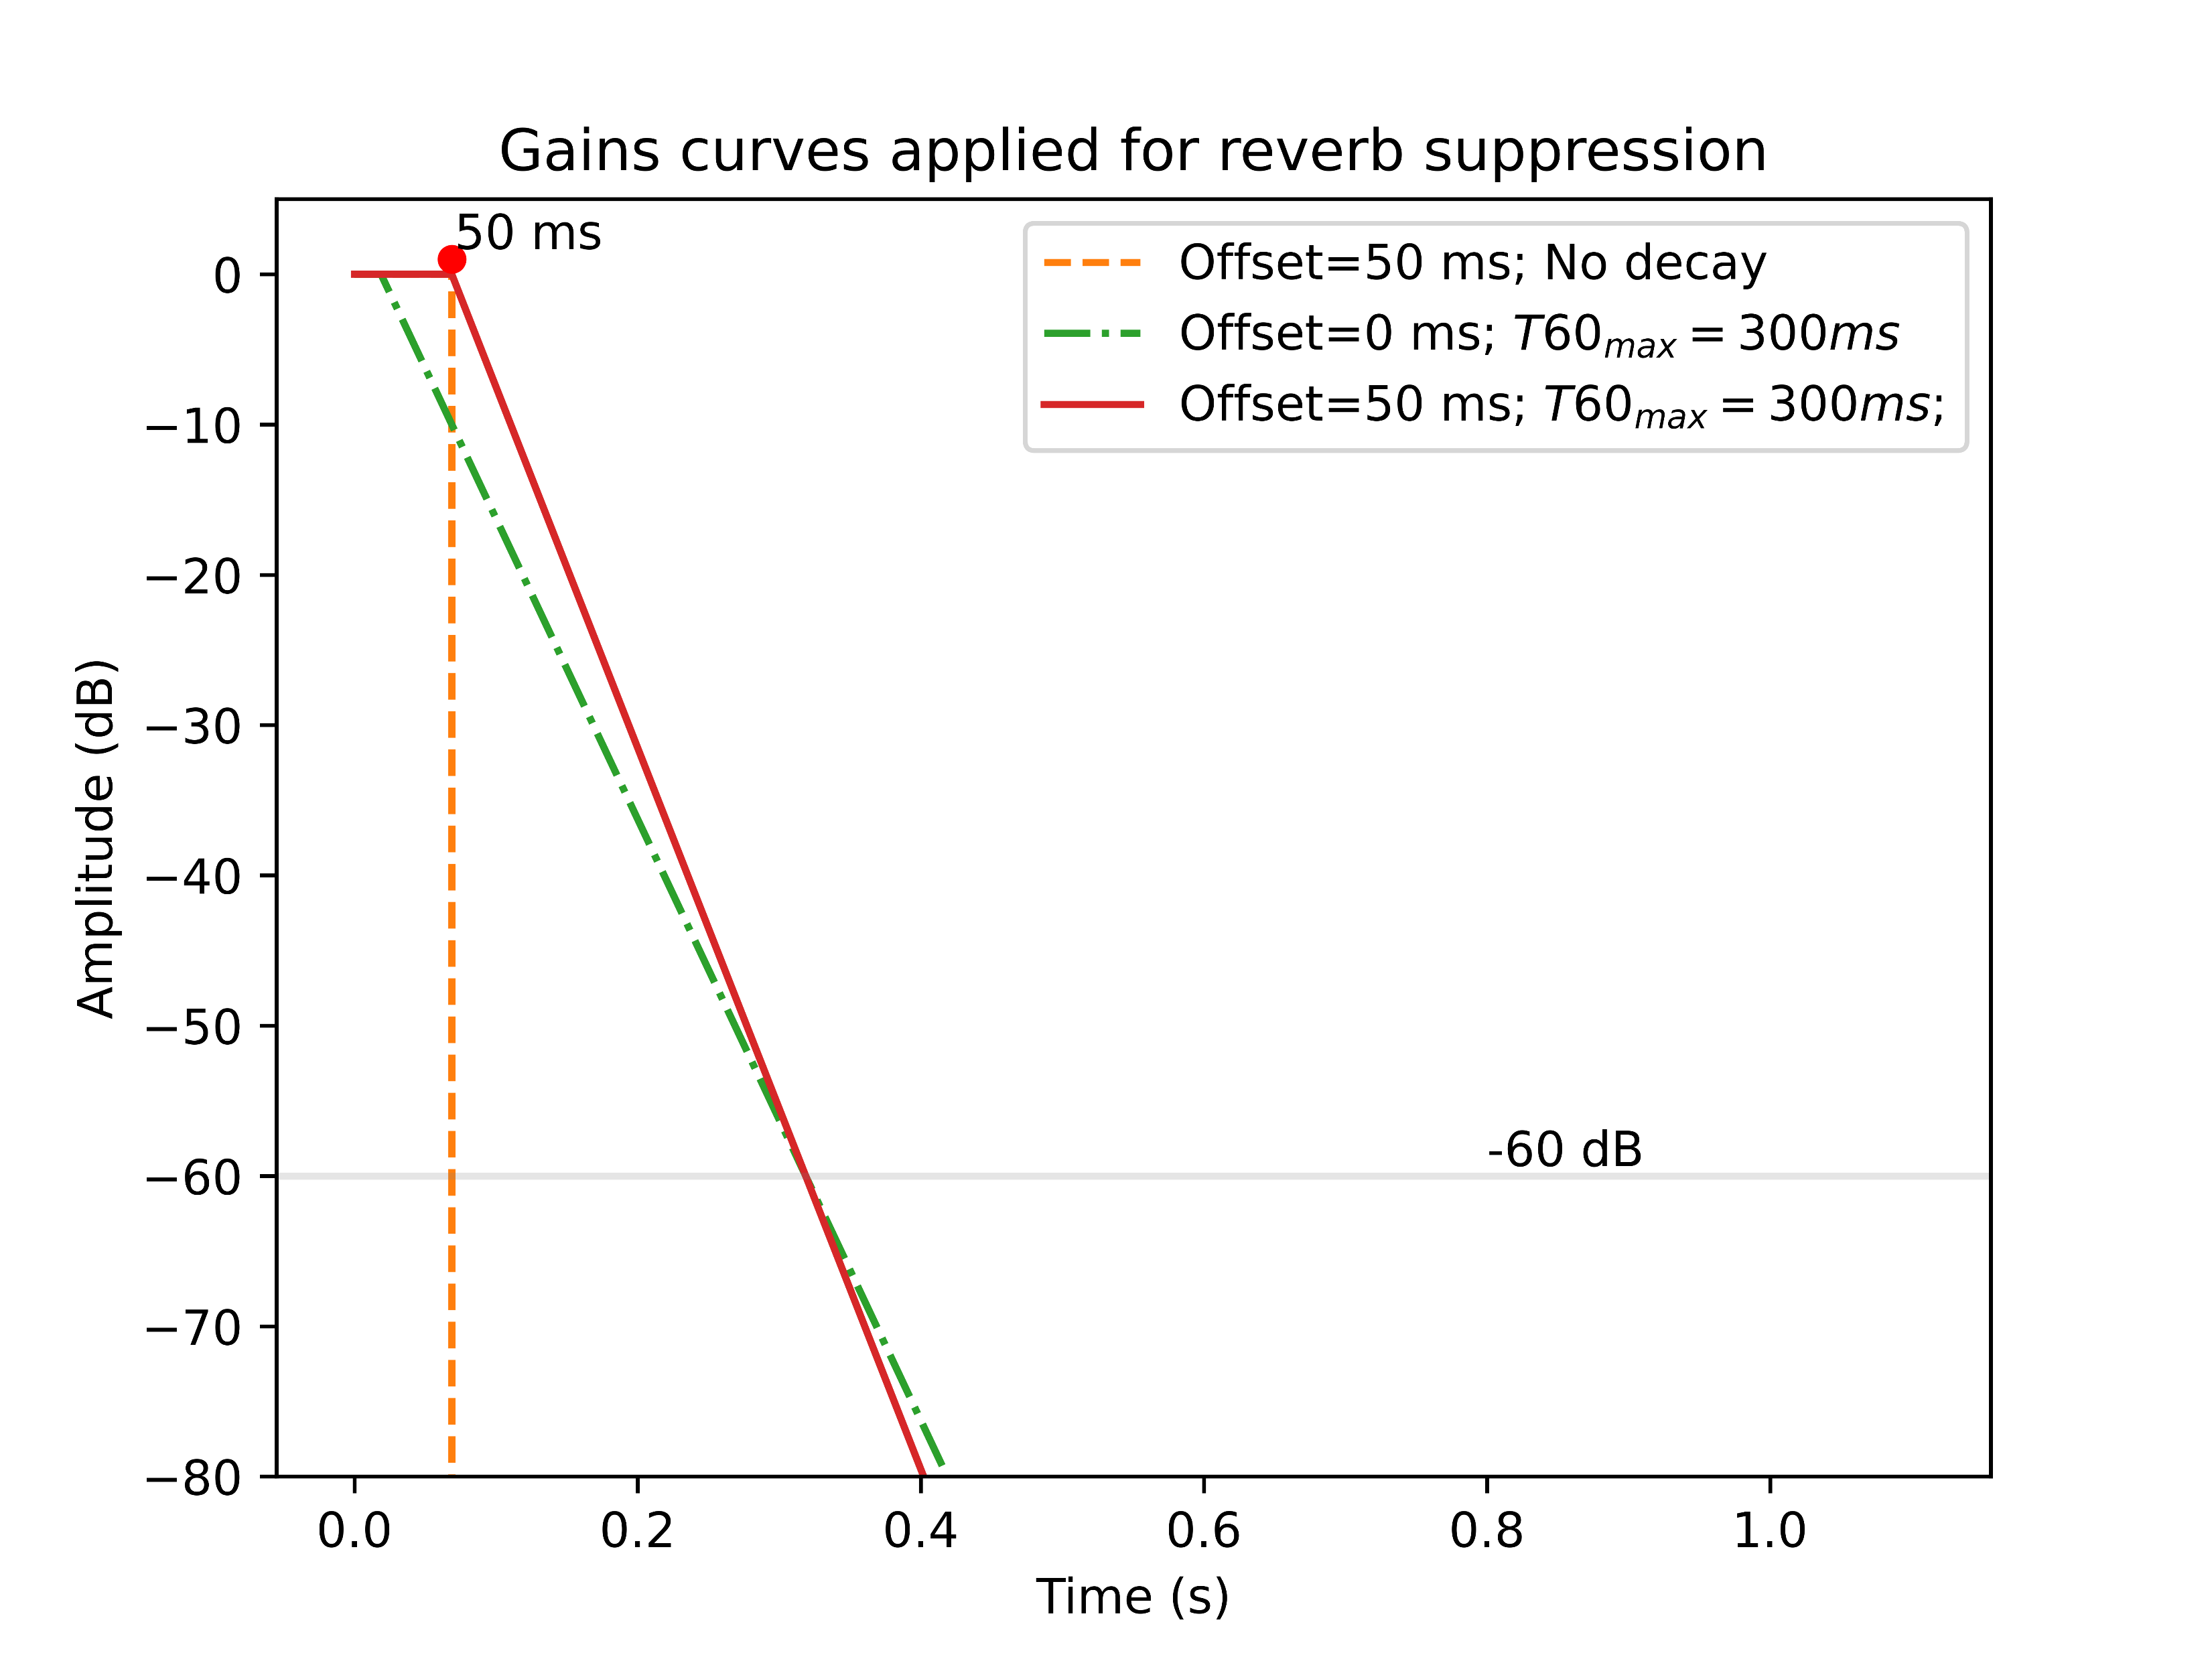 Gains curves applied for reverb suppression
50 ms
Offset=50 ms; No decay
Offset=0 ms; T60max = 300ms
Offset=50 ms; T60max = 300ms;
0
−10
−20
−30
−40
−50
−60
−70
−80
Amplitude (dB)
-60 dB
0.0 0.2 0.4 0.6 0.8 1.0
Time (s)